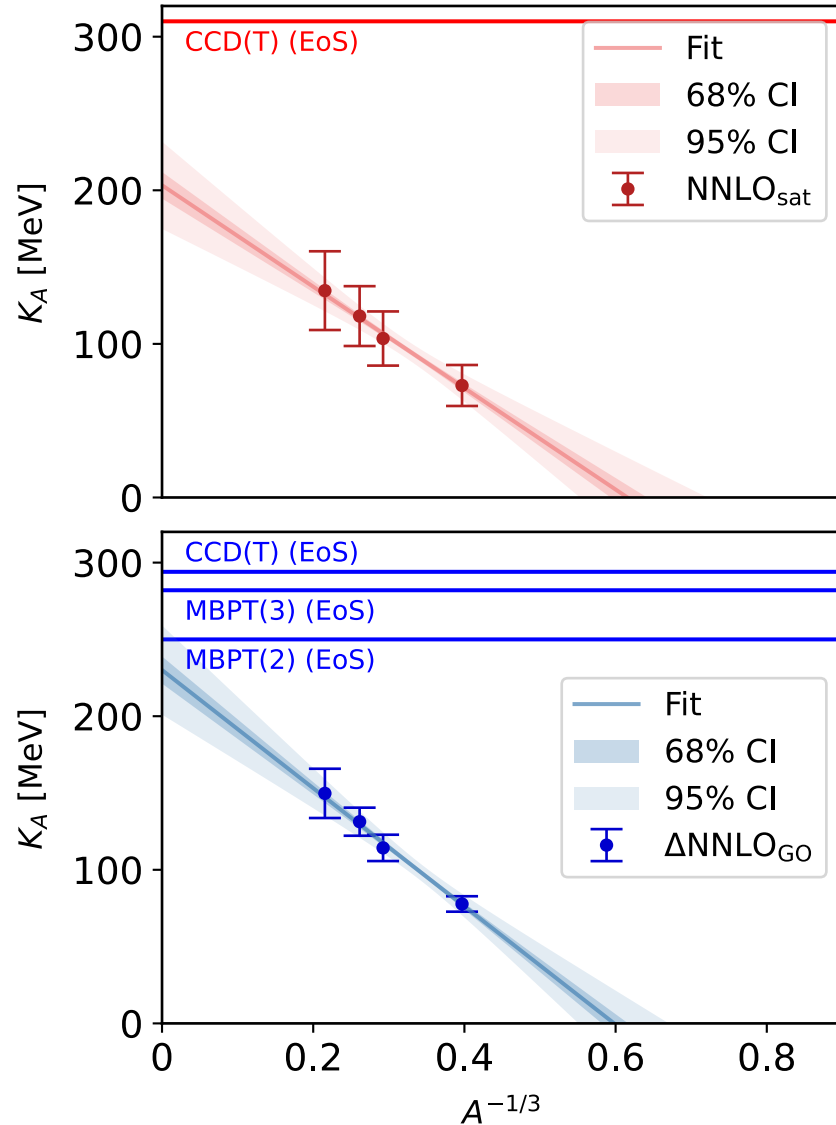 300
CCD(T) (EoS)
Fit
68% CI
95% CI
NNLO_sat
200
100
0
K_A [MeV]
300
CCD(T) (EoS)
MBPT(3) (EoS)
MBPT(2) (EoS)
Fit
68% CI
95% CI
ΔNNLO_GO
200
100
0
K_A [MeV]
0 0.2 0.4 0.6 0.8
A^{-1/3}